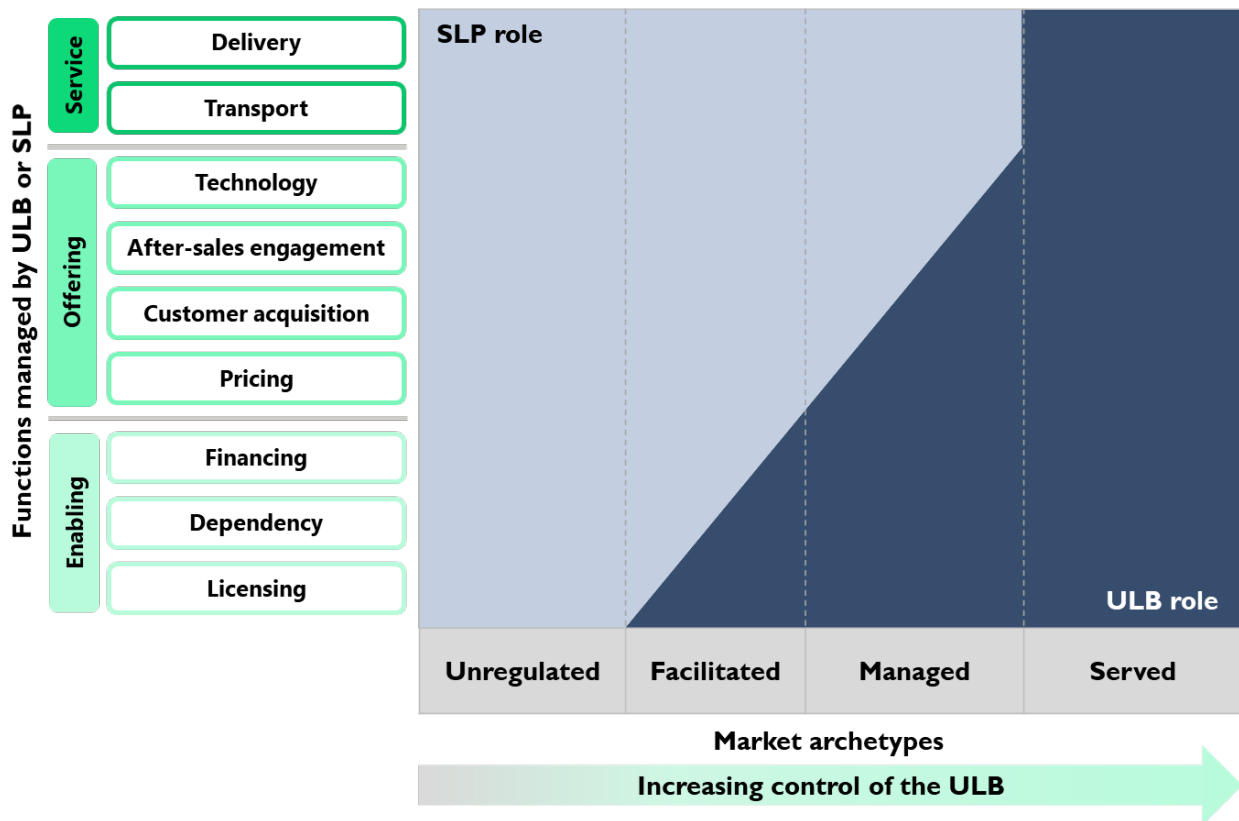 Functions managed by ULB or SLP
Service
Delivery
Transport
Offering
Technology
After-sales engagement
Customer acquisition
Pricing
Enabling
Financing
Dependency
Licensing
SLP role
ULB role
Unregulated
Facilitated
Managed
Served
Market archetypes
Increasing control of the ULB